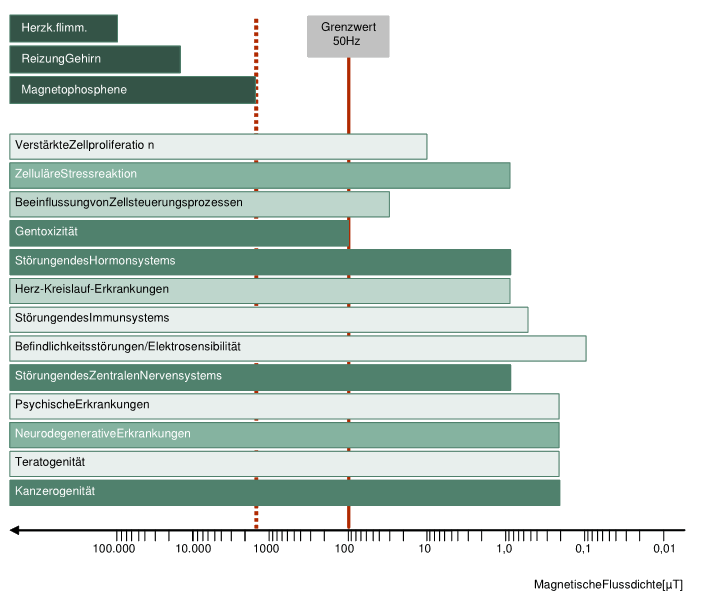 Herzk.flimm.
Grenzwert
50Hz
ReizungGehirn
Magnetophosphene
VerstärkteZellproliferatio n
ZelluläreStressreaktion
BeeinflussungvonZellsteuerungsprozessen
Gentoxizität
StörungendesHormonsystems
Herz-Kreislauf-Erkrankungen
StörungendesImmunsystems
Befindlichkeitsstörungen/Elektrosensibilität
StörungendesZentralenNervensystems
PsychischeErkrankungen
NeurodegenerativeErkrankungen
Teratogenität
Kanzerogenität
100.000 10.000 1000 100 10 1,0 0,1 0,01
MagnetischeFlussdichte[µT]